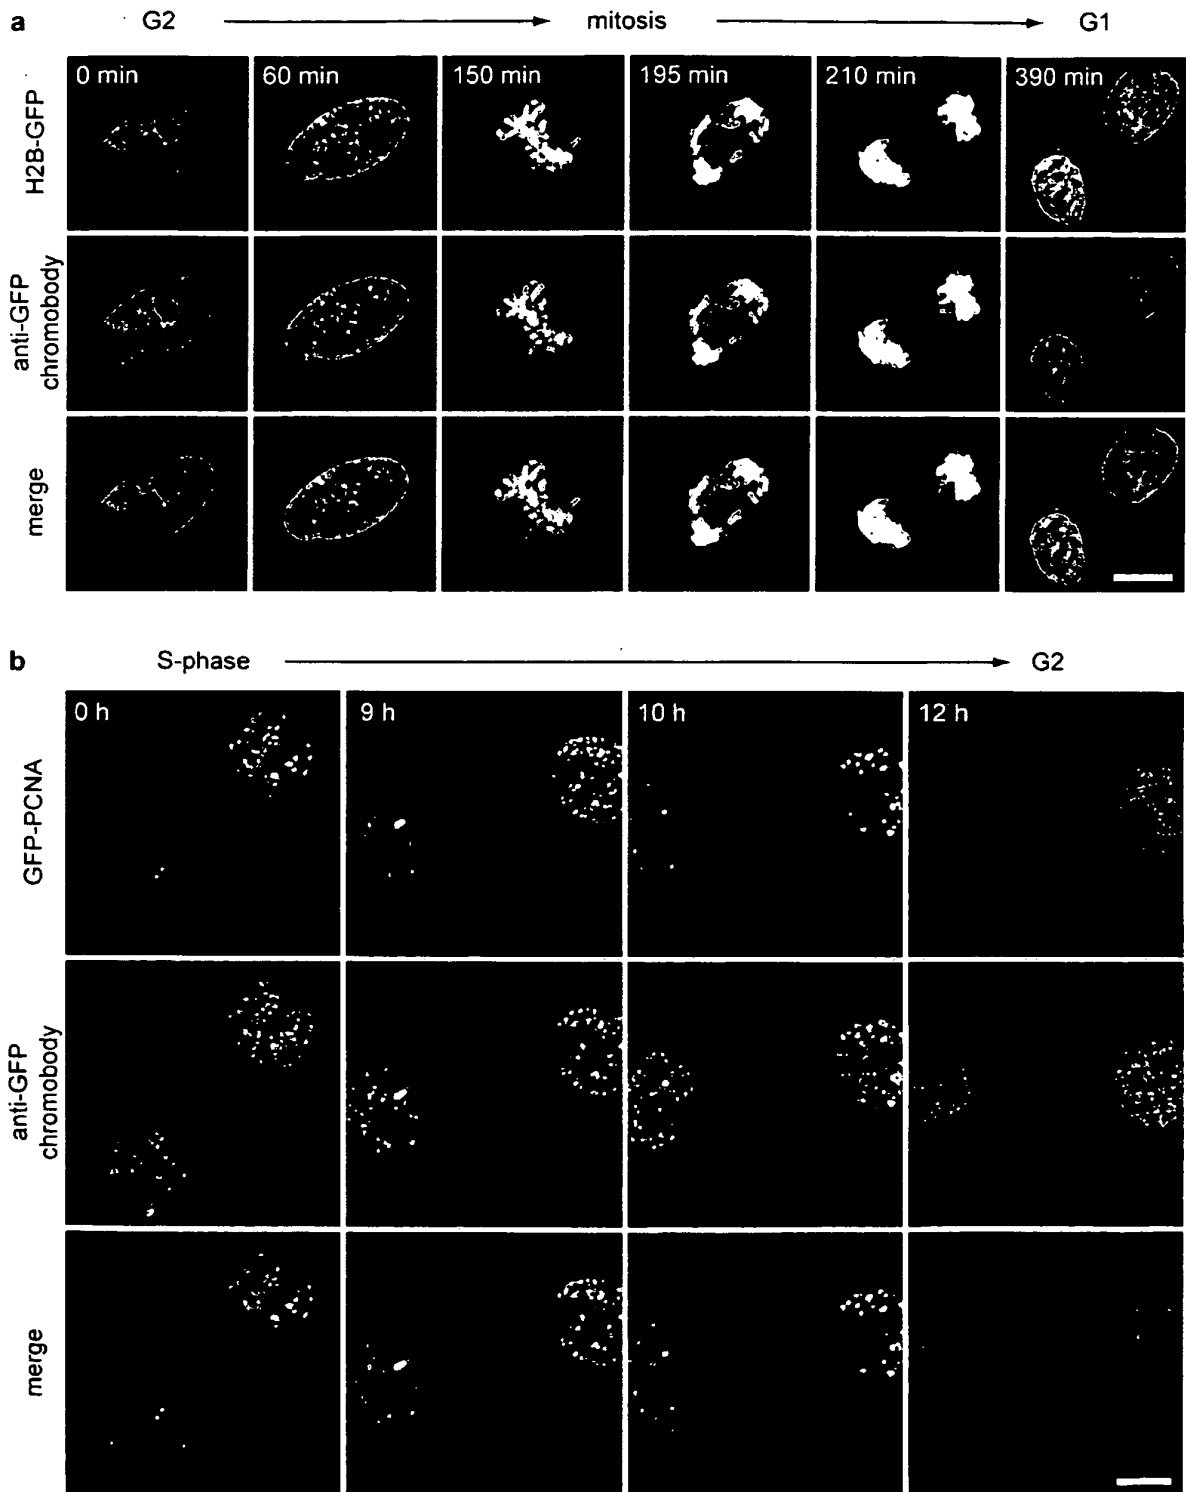 a G2 mitosis G1
0 min 60 min 150 min 195 min 210 min 390 min
H2B-GFP
anti-GFP
chromobody
merge
b S-phase G2
0 h 9 h 10 h 12 h
GFP-PCNA
anti-GFP
chromobody
merge